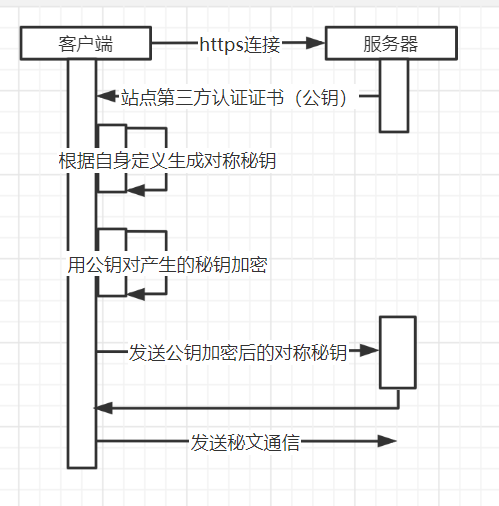 客户端
https连接
服务器
站点第三方认证证书（公钥）
根据自身定义生成对称秘钥
用公钥对产生的秘钥加密
发送公钥加密后的对称秘钥
发送秘文通信